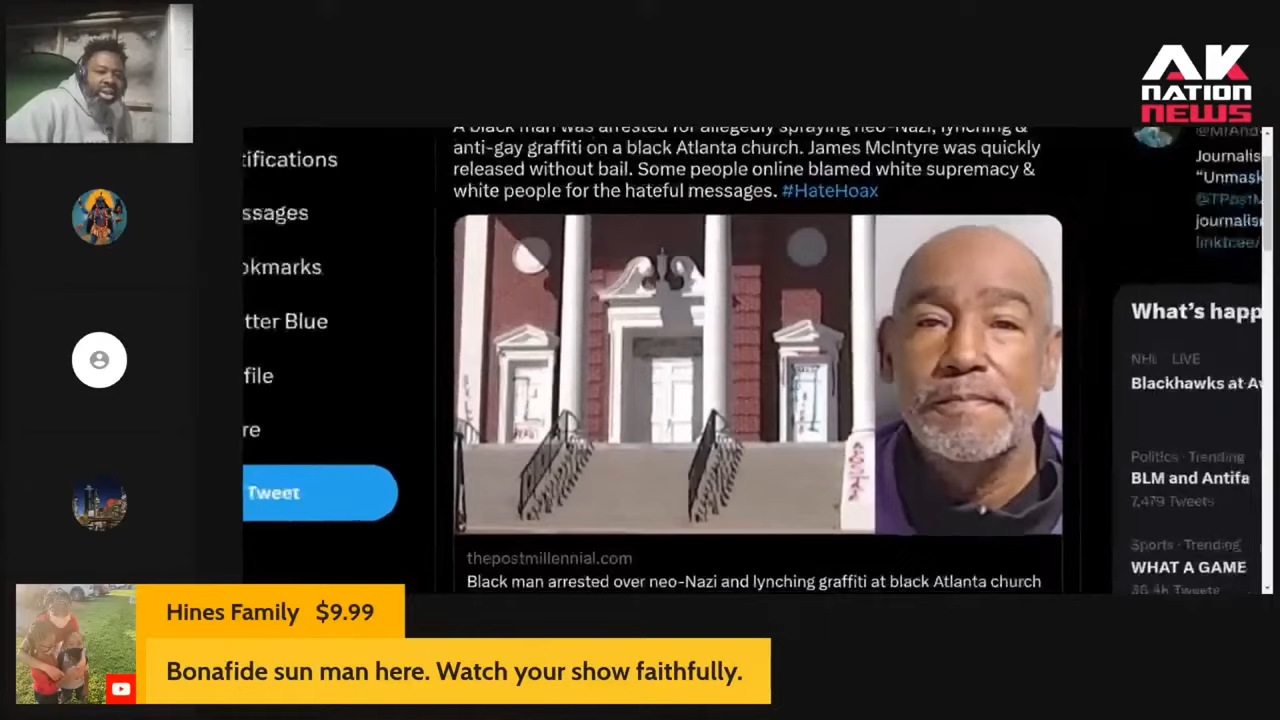 AK
NATION
NEWS
A black man was arrested for allegedly spraying neo-Nazi, lynching &
anti-gay graffiti on a black Atlanta church. James McIntyre was quickly
released without bail. Some people online blamed white supremacy &
white people for the hateful messages. #HateHoax
tifications
ssages
okmarks
tter Blue
file
re
Tweet
thepostmillennial.com
Black man arrested over neo-Nazi and lynching graffiti at black Atlanta church
@MrAnd
Journalis
“Unmask
@TPostM
journalis
linktree/
What’s happ
NHL LIVE
Blackhawks at Av
Politics · Trending
BLM and Antifa
7,479 Tweets
Sports · Trending
WHAT A GAME
36.4k Tweets
Hines Family $9.99
Bonafide sun man here. Watch your show faithfully.